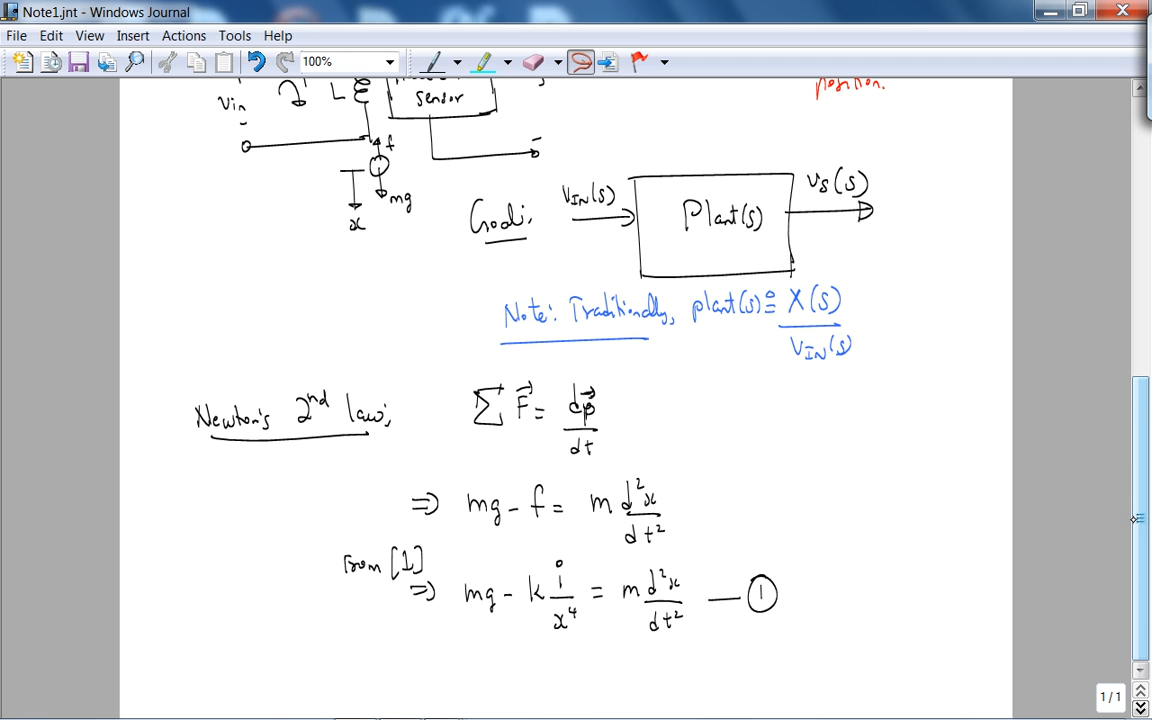 Note1.jnt - Windows Journal
File Edit View Insert Actions Tools Help
100%
position.
Vin
L
Sensor
-
-
f
mg
x
Goal:
VIN(s)
Plant(s)
Vs(s)
Note: Traditionally, plant(s) ≙ X(s)
VIN(s)
Newton's 2nd law:
∑ F⃗ = dp⃗
dt
⇒ mg - f = m d²x
dt²
From [1]
⇒ mg - k i
x⁴
= m d²x
dt²
— ①
1 / 1